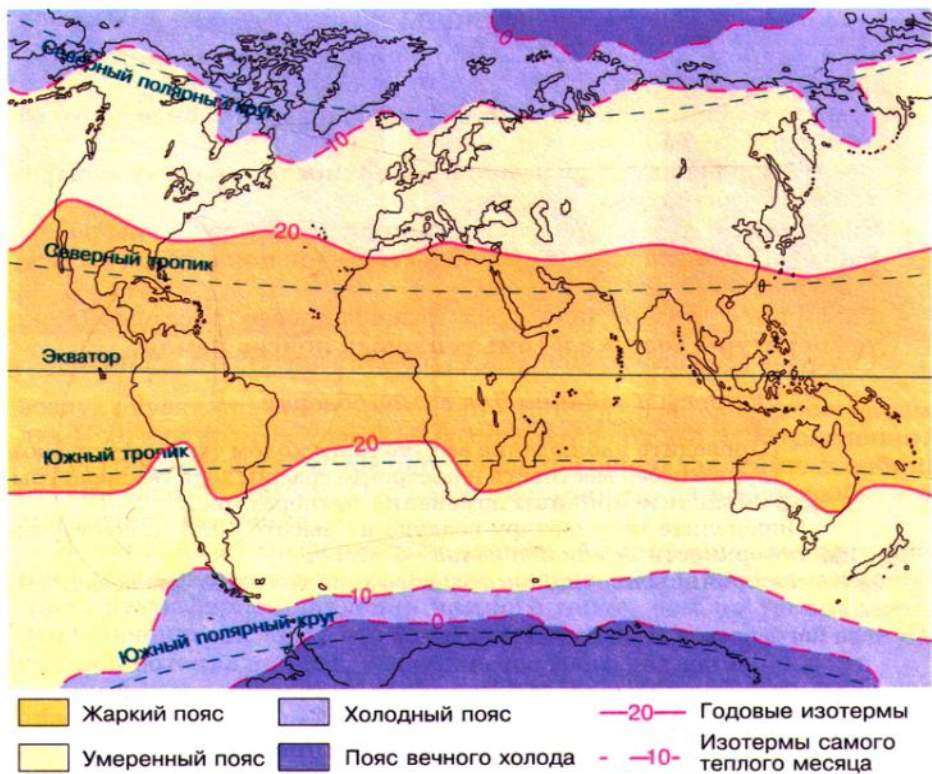 0
Северный полярный круг
10
20
Северный тропик
Экватор
20
Южный тропик
10
0
Южный полярный круг
Жаркий пояс
Холодный пояс
—20— Годовые изотермы
Умеренный пояс
Пояс вечного холода
- -10- Изотермы самого
теплого месяца